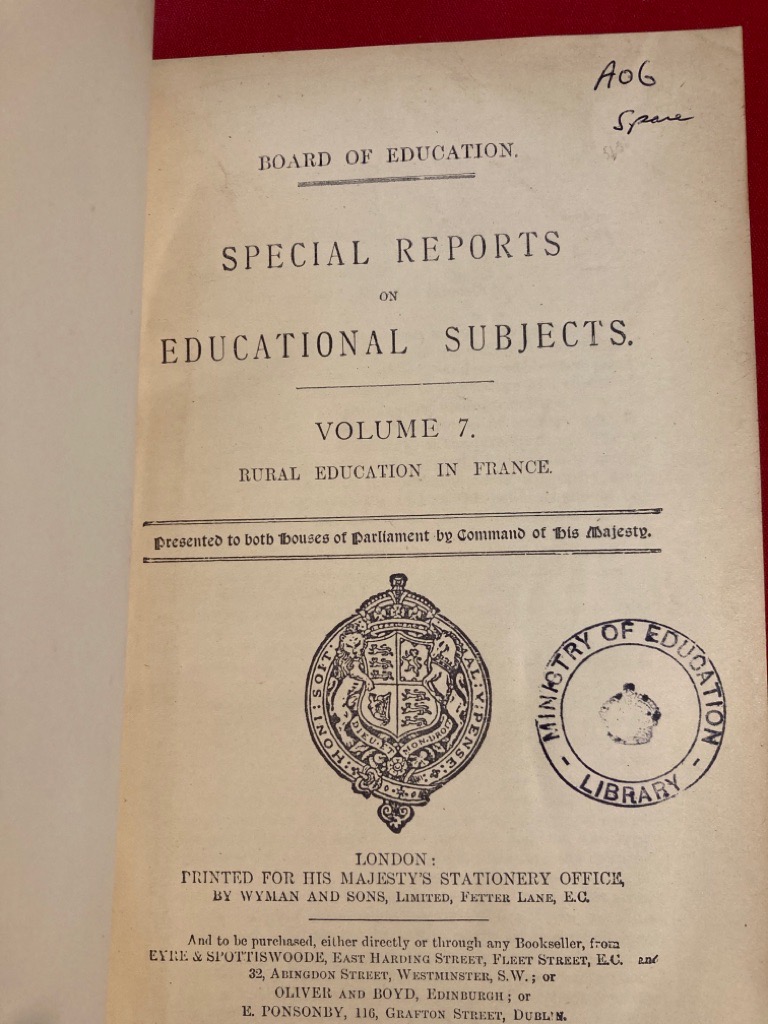 A06
Spare
BOARD OF EDUCATION.
SPECIAL REPORTS
ON
EDUCATIONAL SUBJECTS.
VOLUME 7.
RURAL EDUCATION IN FRANCE.
Presented to both Houses of Parliament by Command of His Majesty.
HONI : SOIT : MAL : Y : PENSE :
DIEU ET MON DROIT
MINISTRY OF EDUCATION
- LIBRARY -
LONDON:
PRINTED FOR HIS MAJESTY'S STATIONERY OFFICE,
BY WYMAN AND SONS, LIMITED, FETTER LANE, E.C.
And to be purchased, either directly or through any Bookseller, from
EYRE & SPOTTISWOODE, EAST HARDING STREET, FLEET STREET, E.C. and
32, ABINGDON STREET, WESTMINSTER, S.W.; or
OLIVER AND BOYD, EDINBURGH; or
E. PONSONBY, 116, GRAFTON STREET, DUBLIN.